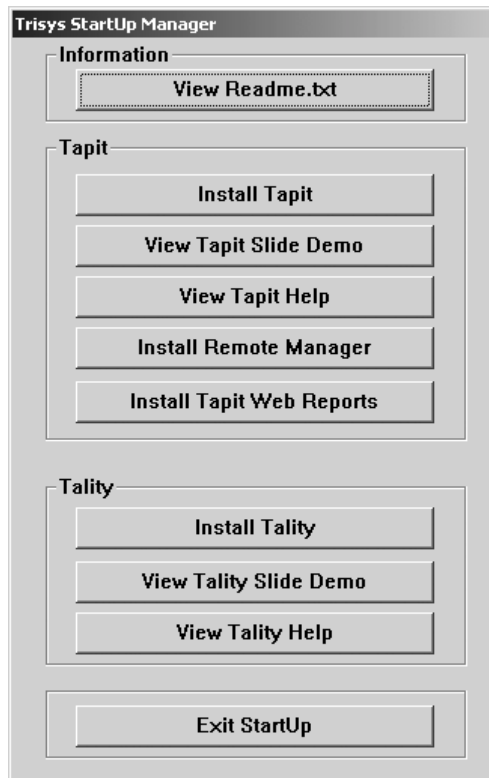 Trisys StartUp Manager
Information
View Readme.txt
Tapit
Install Tapit
View Tapit Slide Demo
View Tapit Help
Install Remote Manager
Install Tapit Web Reports
Tality
Install Tality
View Tality Slide Demo
View Tality Help
Exit StartUp